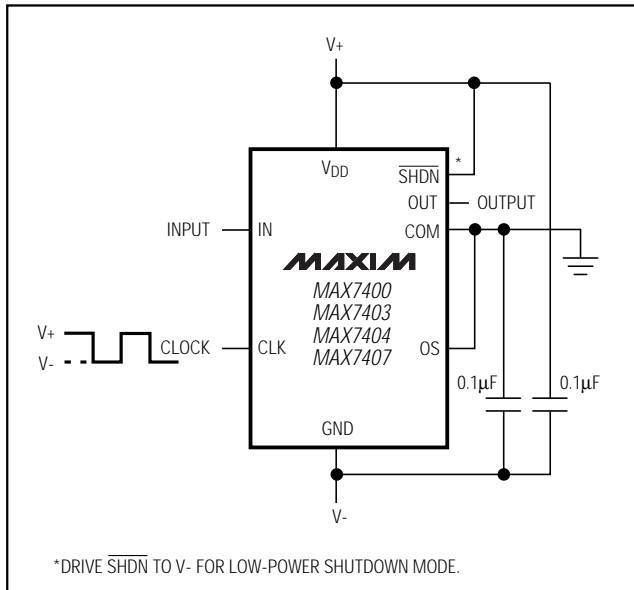 V+
VDD
*
SHDN
OUT
OUTPUT
INPUT
IN
COM
MAXIM
MAX7400
MAX7403
MAX7404
MAX7407
V+
V-
CLOCK
CLK
OS
0.1µF
0.1µF
GND
V-
*DRIVE SHDN TO V- FOR LOW-POWER SHUTDOWN MODE.